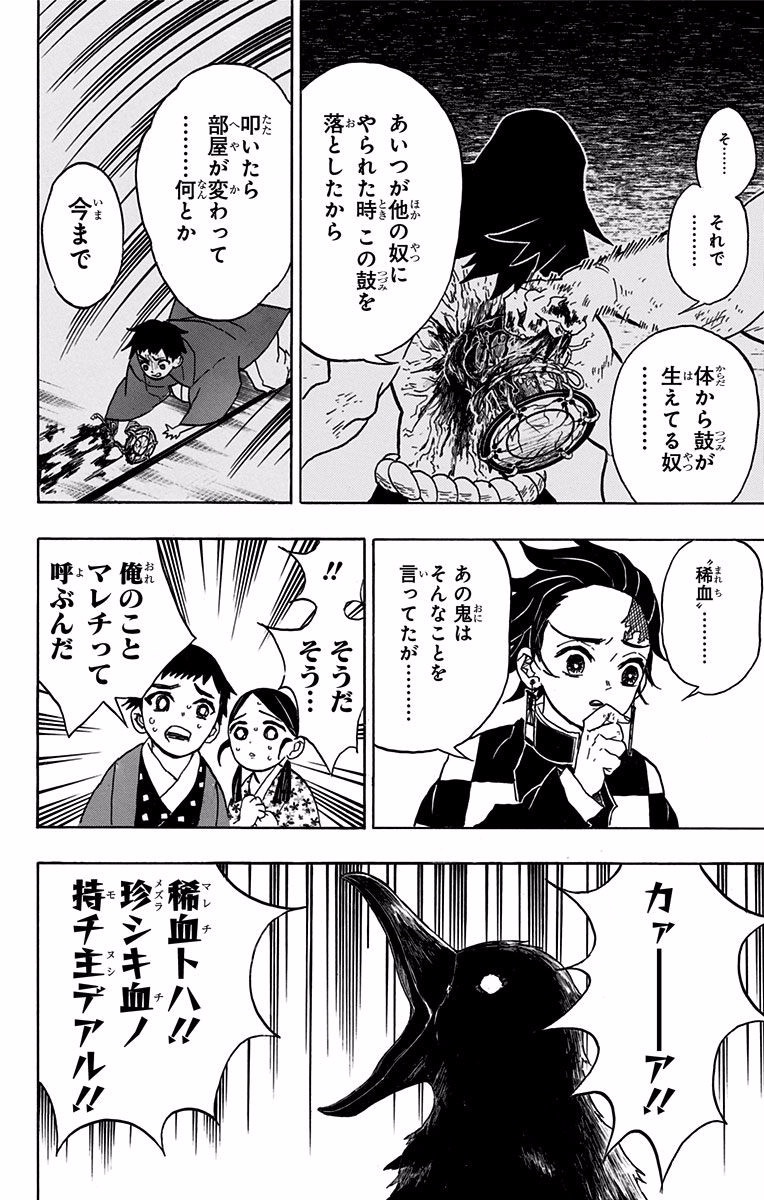 そ……
それで
………
体から鼓が
生えてる奴
…………
あいつが他の奴に
やられた時 この鼓を
落としたから
叩いたら
部屋が変わって
………何とか
今まで
〝稀血〟………
あの鬼は
そんなことを
言ってたが………
!!
そうだ
そう…
俺のこと
マレチって
呼ぶんだ
カァーーーア!!
稀血トハ!!
珍シキ血ノ
持チ主デアル!!